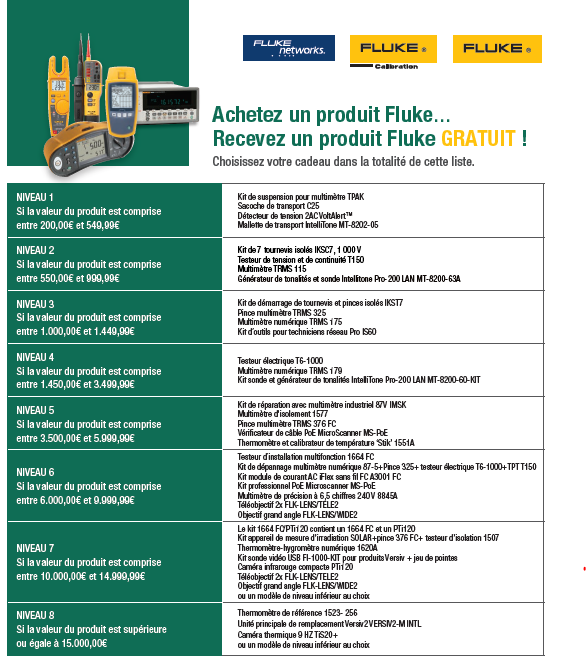 FLUKE networks.
FLUKE ®
Calibration
FLUKE ®
Achetez un produit Fluke...
Recevez un produit Fluke GRATUIT !
Choisissez votre cadeau dans la totalité de cette liste.
NIVEAU 1
Si la valeur du produit est comprise
entre 200,00€ et 549,99€
Kit de suspension pour multimètre TPAK
Sacoche de transport C25
Détecteur de tension 2AC VoltAlert™
Mallette de transport IntelliTone MT-8202-05
NIVEAU 2
Si la valeur du produit est comprise
entre 550,00€ et 999,99€
Kit de 7 tournevis isolés IKSC7, 1 000 V
Testeur de tension et de continuité T150
Multimètre TRMS 115
Générateur de tonalités et sonde Intellitone Pro-200 LAN MT-8200-63A
NIVEAU 3
Si la valeur du produit est comprise
entre 1.000,00€ et 1.449,99€
Kit de démarrage de tournevis et pinces isolés IKST7
Pince multimètre TRMS 325
Multimètre numérique TRMS 175
Kit d'outils pour techniciens réseau Pro IS60
NIVEAU 4
Si la valeur du produit est comprise
entre 1.450,00€ et 3.499,99€
Testeur électrique T6-1000
Multimètre numérique TRMS 179
Kit sonde et générateur de tonalités IntelliTone Pro-200 LAN MT-8200-60-KIT
NIVEAU 5
Si la valeur du produit est comprise
entre 3.500,00€ et 5.999,99€
Kit de réparation avec multimètre industriel 87V IMSK
Multimètre d'isolement 1577
Pince multimètre TRMS 376 FC
Vérificateur de câble PoE MicroScanner MS-PoE
Thermomètre et calibrateur de température 'Stik' 1551A
NIVEAU 6
Si la valeur du produit est comprise
entre 6.000,00€ et 9.999,99€
Testeur d'installation multifonction 1664 FC
Kit de dépannage multimètre numérique 87-5+Pince 325+ testeur électrique T6-1000+TPT T150
Kit module de courant AC iFlex sans fil FC A3001 FC
Kit professionnel PoE Microscanner MS-PoE
Multimètre de précision à 6,5 chiffres 240V 8845A
Téléobjectif 2x FLK-LENS/TELE2
Objectif grand angle FLK-LENS/WIDE2
NIVEAU 7
Si la valeur du produit est comprise
entre 10.000,00€ et 14.999,99€
Le kit 1664 FC/PTi120 contient un 1664 FC et un PTi120
Kit appareil de mesure d'irradiation SOLAR+pince 376 FC+ testeur d'isolation 1507
Thermomètre-hygromètre numérique 1620A
Kit sonde vidéo USB FI-1000-KIT pour produits Versiv + jeu de pointes
Caméra infrarouge compacte PTi120
Téléobjectif 2x FLK-LENS/TELE2
Objectif grand angle FLK-LENS/WIDE2
ou un modèle de niveau inférieur au choix
NIVEAU 8
Si la valeur du produit est supérieure
ou égale à 15.000,00€
Thermomètre de référence 1523- 256
Unité principale de remplacement Versiv2 VERSIV2-M INTL
Caméra thermique 9 HZ TiS20+
ou un modèle de niveau inférieur au choix